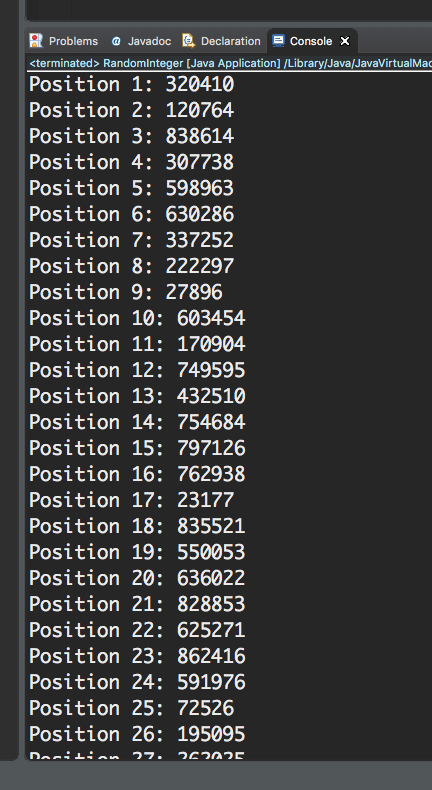 Problems @ Javadoc Declaration Console
<terminated> RandomInteger [Java Application] /Library/Java/JavaVirtualMac
Position 1: 320410
Position 2: 120764
Position 3: 838614
Position 4: 307738
Position 5: 598963
Position 6: 630286
Position 7: 337252
Position 8: 222297
Position 9: 27896
Position 10: 603454
Position 11: 170904
Position 12: 749595
Position 13: 432510
Position 14: 754684
Position 15: 797126
Position 16: 762938
Position 17: 23177
Position 18: 835521
Position 19: 550053
Position 20: 636022
Position 21: 828853
Position 22: 625271
Position 23: 862416
Position 24: 591976
Position 25: 72526
Position 26: 195095
Position 27: